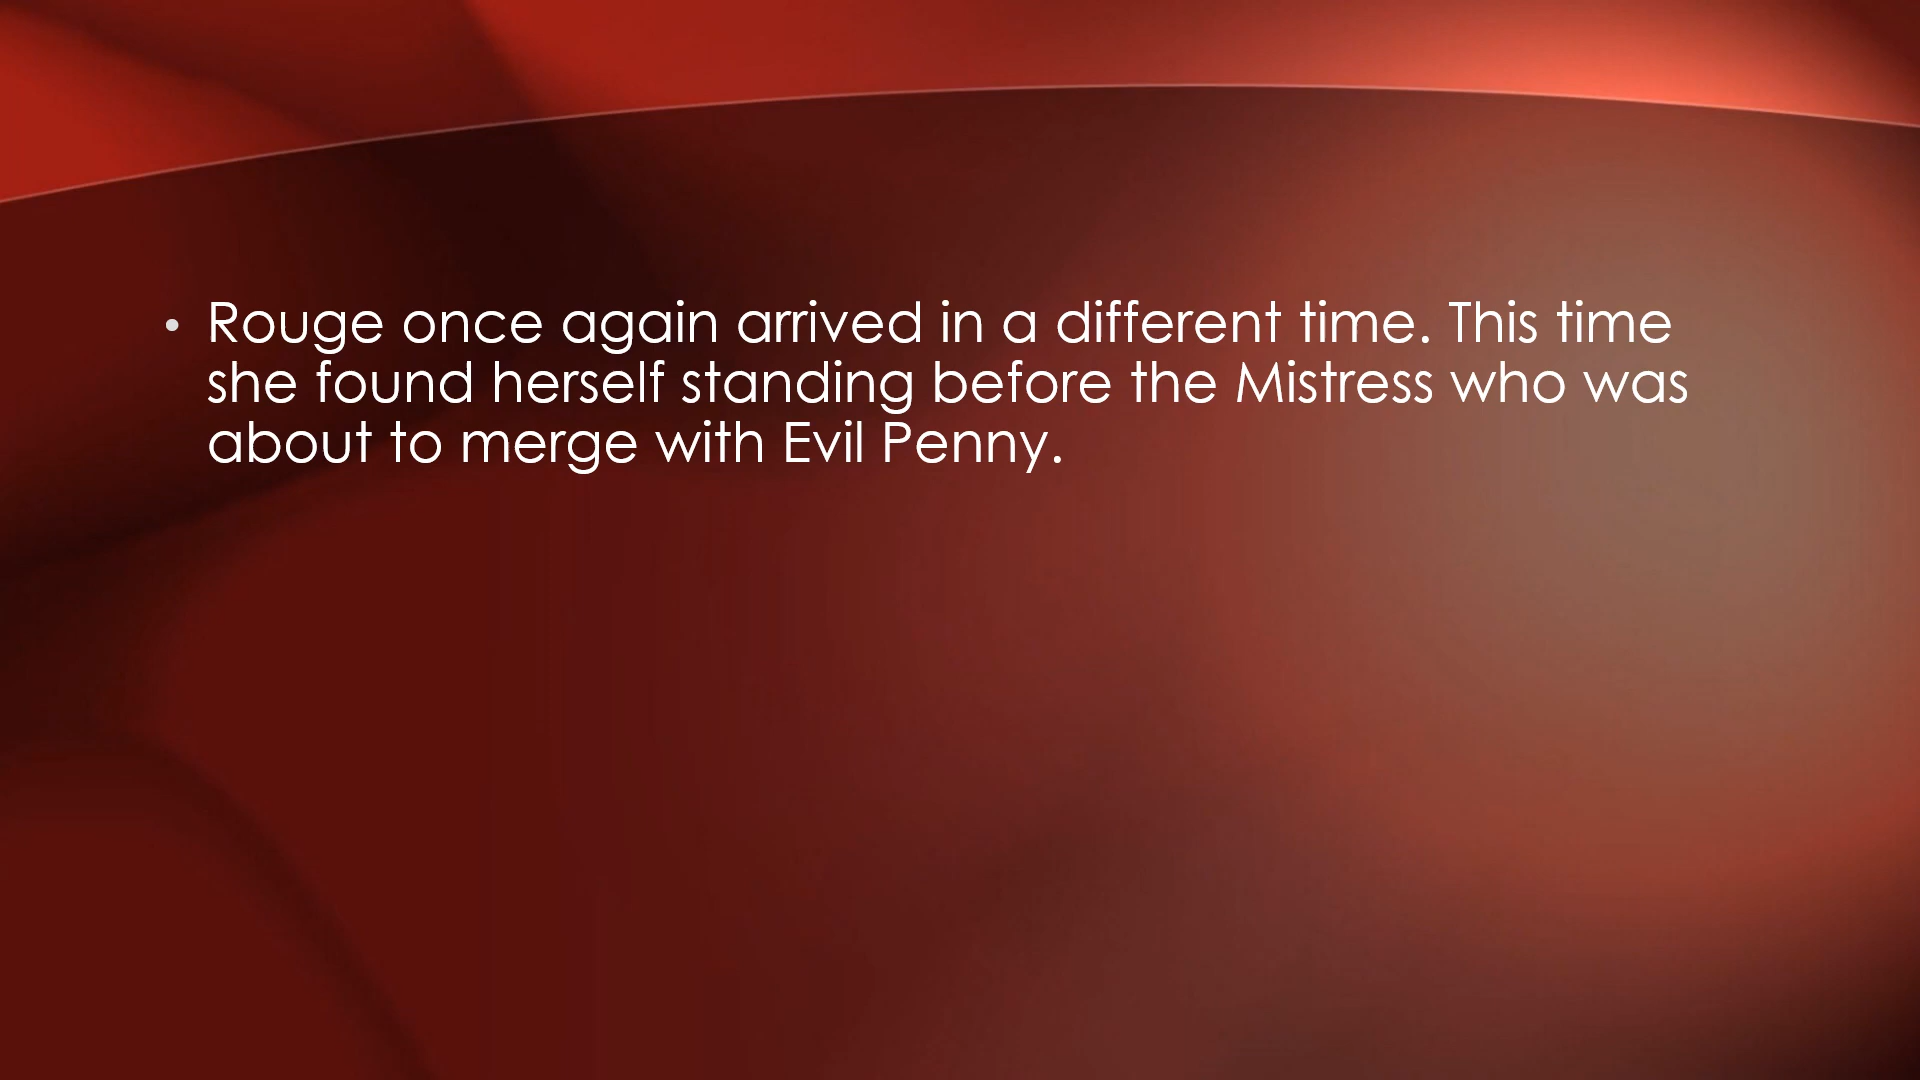 • Rouge once again arrived in a different time. This time
she found herself standing before the Mistress who was
about to merge with Evil Penny.